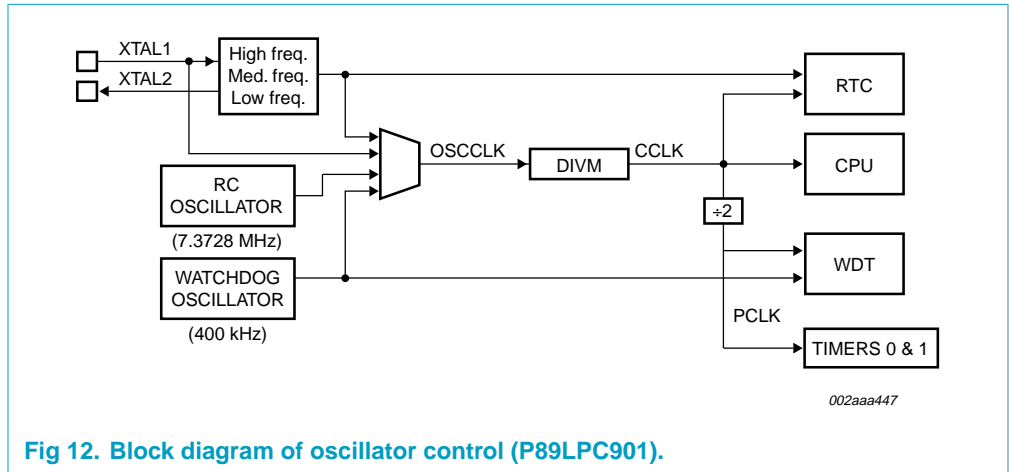 XTAL1
XTAL2
High freq.
Med. freq.
Low freq.
RTC
OSCCLK
DIVM
CCLK
CPU
RC
OSCILLATOR
(7.3728 MHz)
÷2
WATCHDOG
OSCILLATOR
(400 kHz)
WDT
PCLK
TIMERS 0 & 1
002aaa447
Fig 12. Block diagram of oscillator control (P89LPC901).